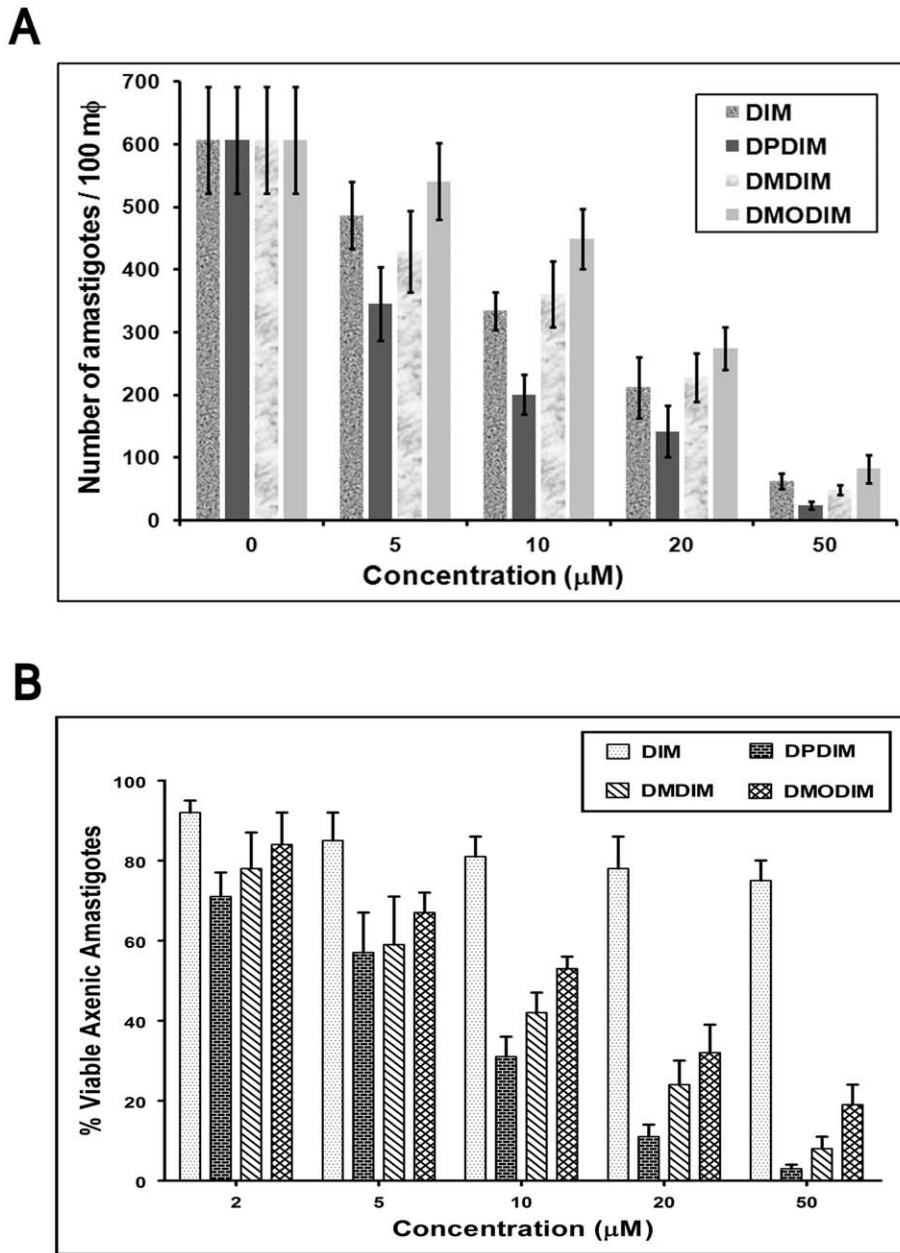 A
Number of amastigotes / 100 mϕ
700
600
500
400
300
200
100
0
DIM
DPDIM
DMDIM
DMODIM
0 5 10 20 50
Concentration (μM)
B
% Viable Axenic Amastigotes
100
80
60
40
20
0
DIM DPDIM
DMDIM DMODIM
2 5 10 20 50
Concentration (μM)